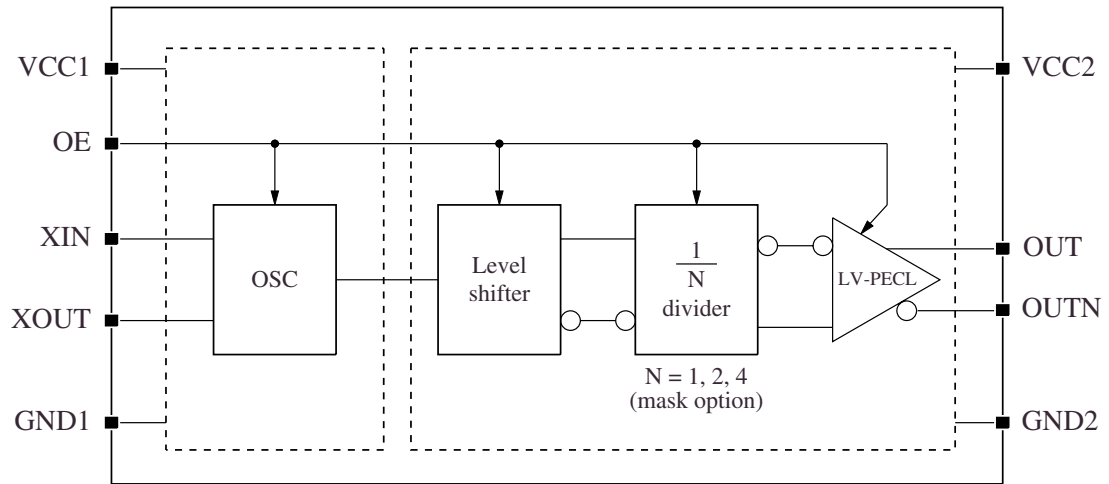 VCC1
VCC2
OE
XIN
XOUT
GND1
OSC
Level
shifter
1
N
divider
N = 1, 2, 4
(mask option)
LV-PECL
OUT
OUTN
GND2